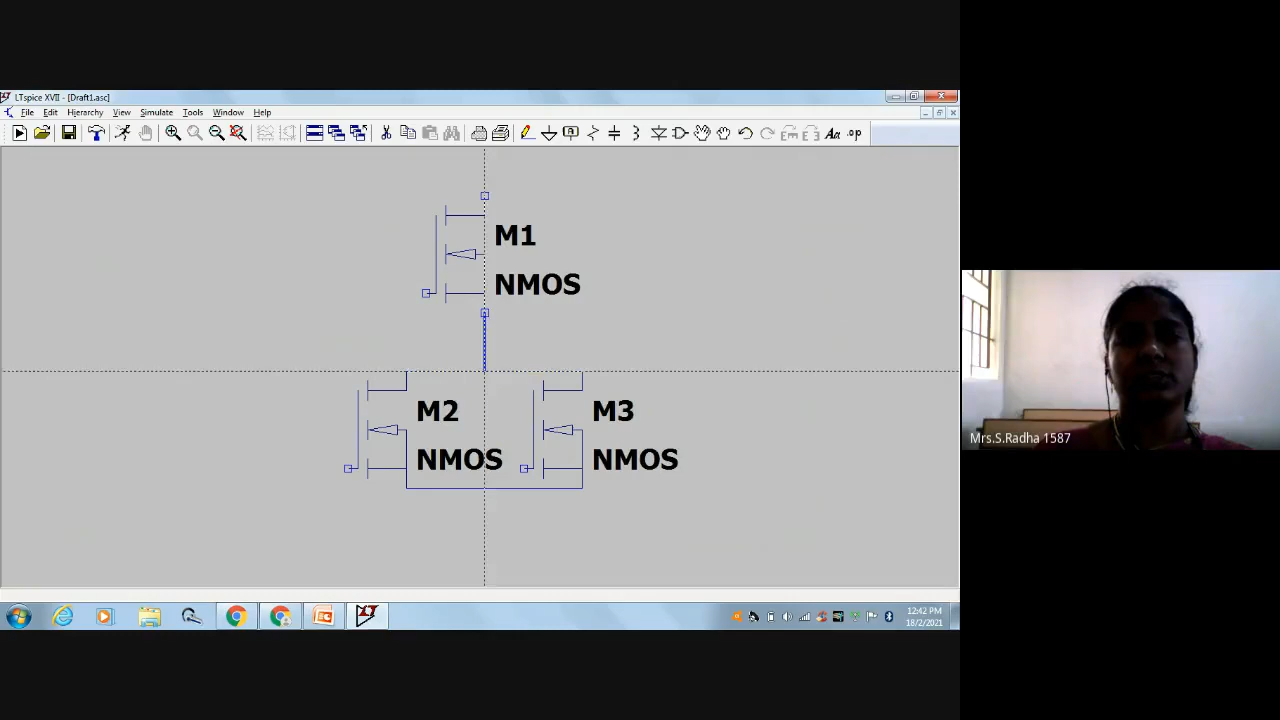 LTspice XVII - [Draft1.asc]
File Edit Hierarchy View Simulate Tools Window Help
M1
NMOS
M2 M3
NMOS NMOS
Mrs.S.Radha 1587
12:42 PM
18/2/2021